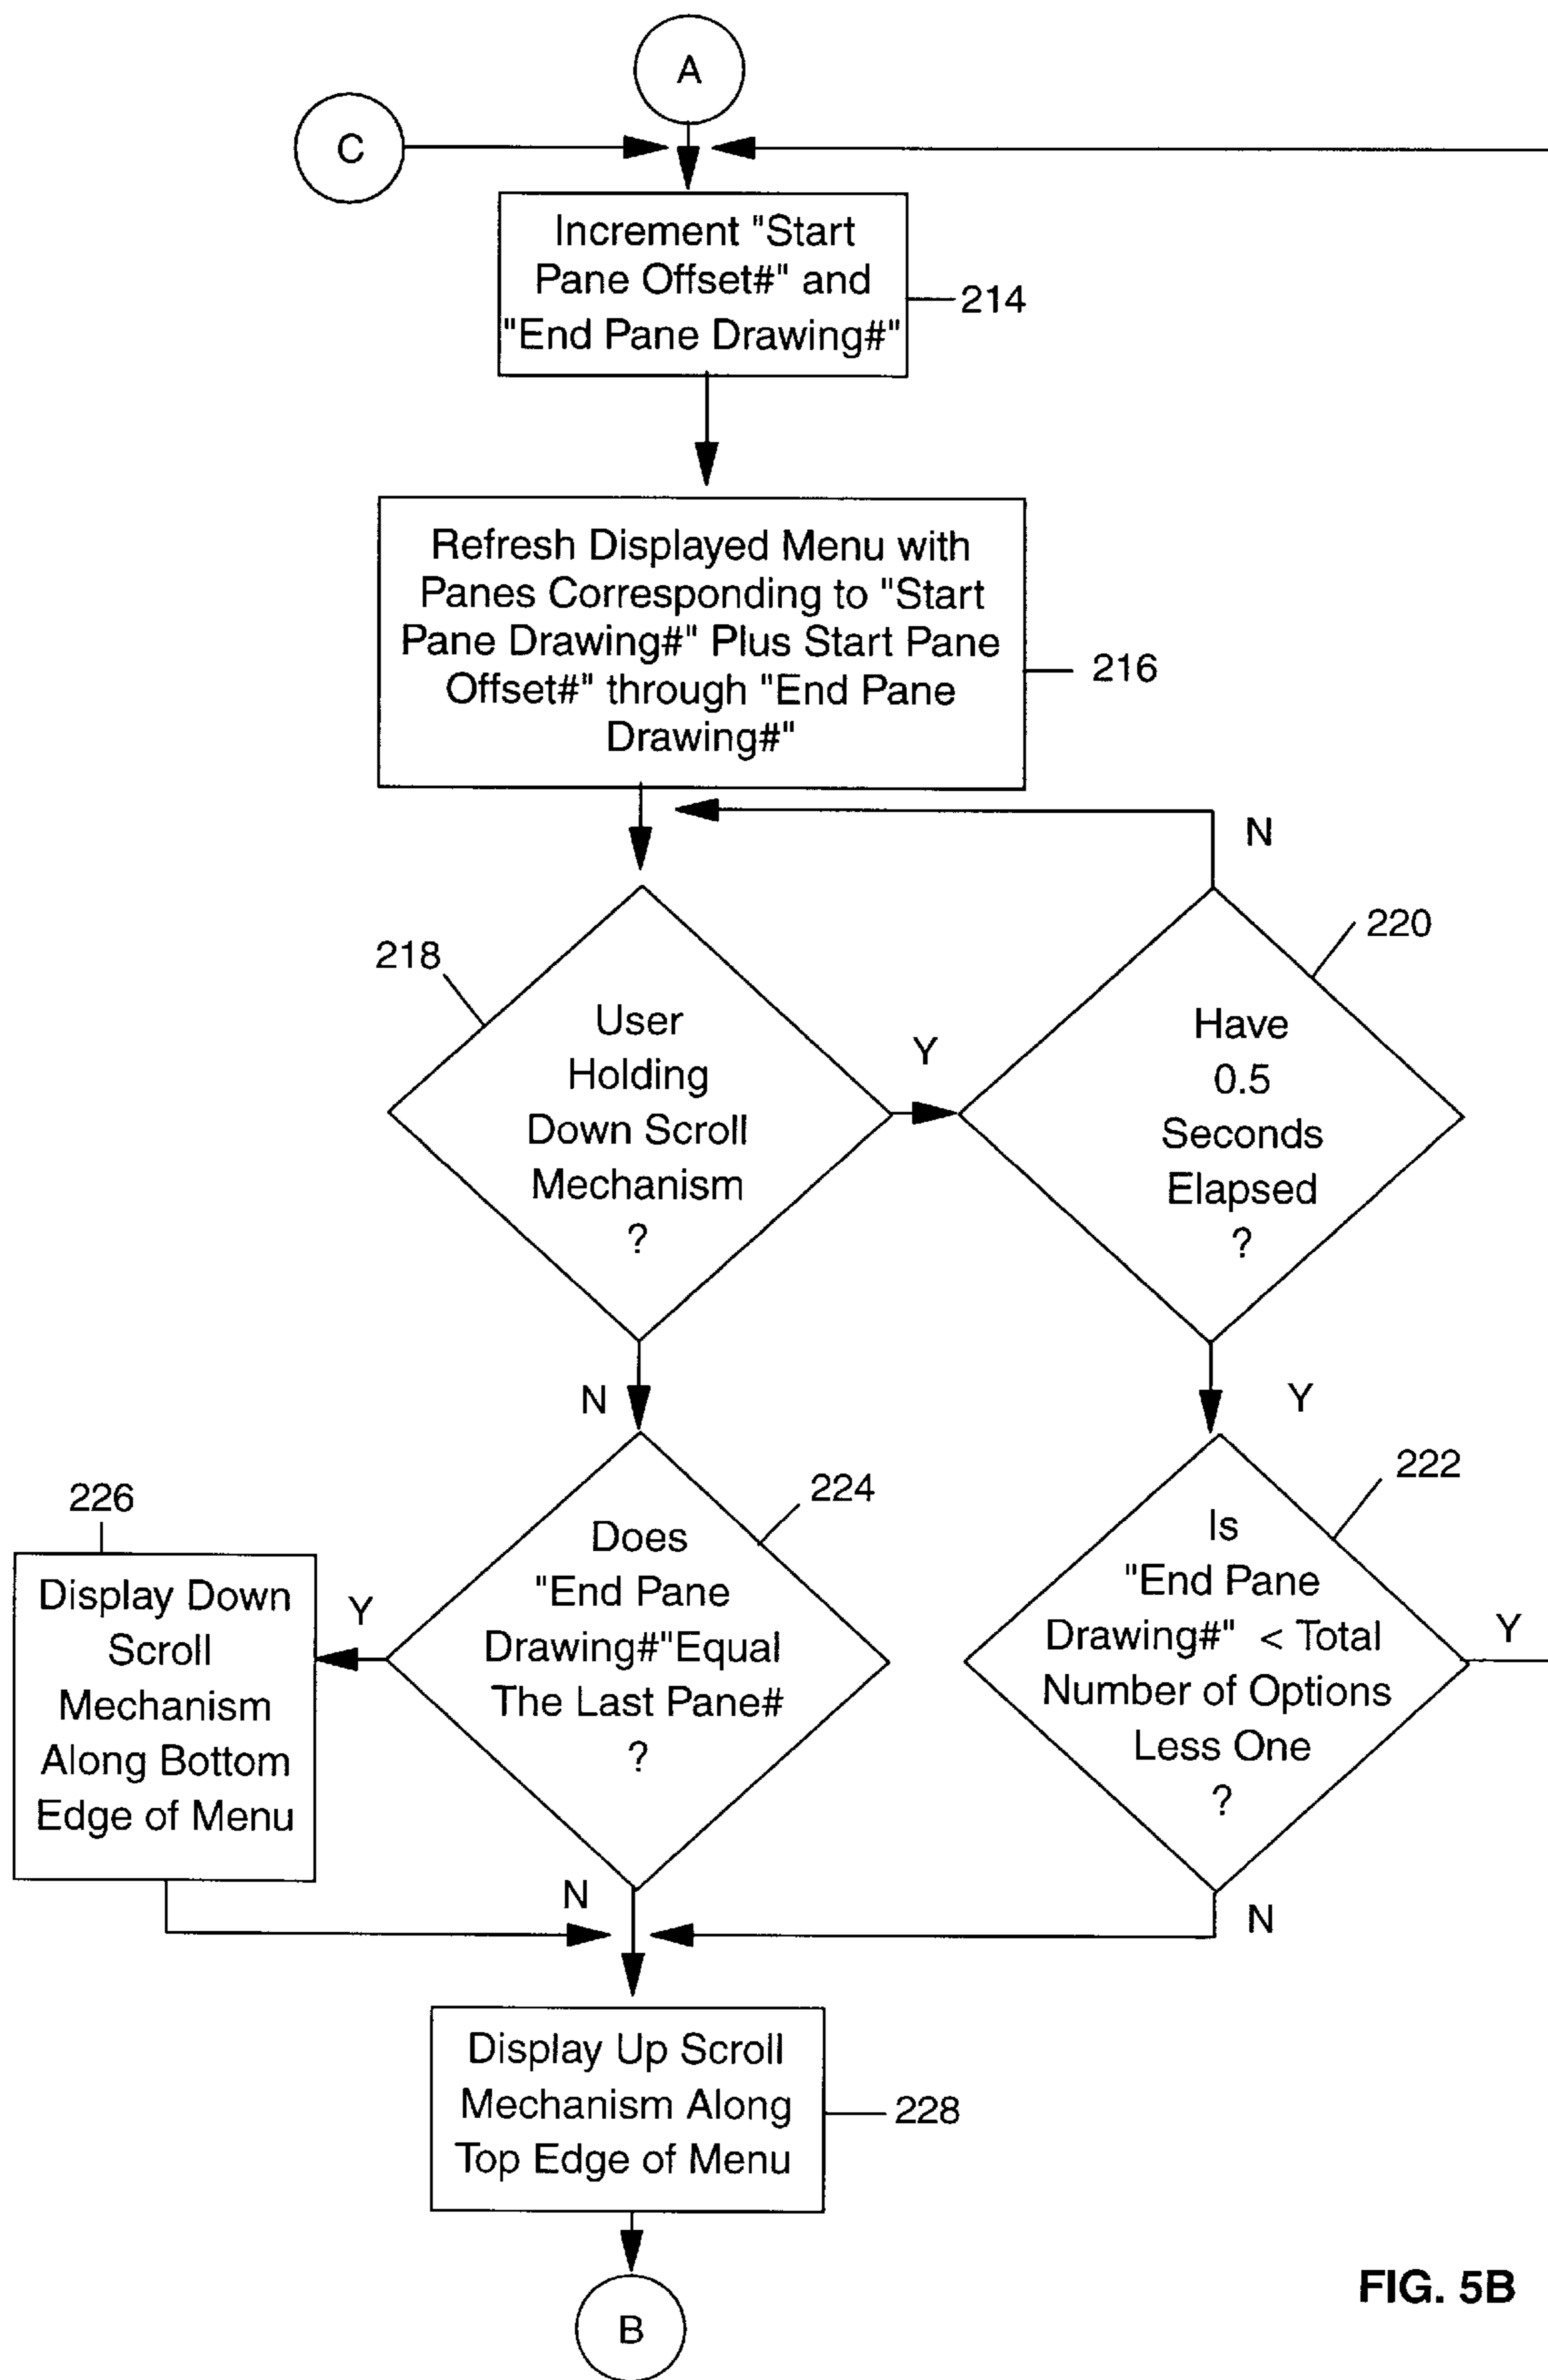 A
C
Increment "Start
Pane Offset#" and
"End Pane Drawing#"
214
Refresh Displayed Menu with
Panes Corresponding to "Start
Pane Drawing#" Plus Start Pane
Offset#" through "End Pane
Drawing#"
216
N
218
User
Holding
Down Scroll
Mechanism
?
Y
220
Have
0.5
Seconds
Elapsed
?
N
Y
226
Display Down
Scroll
Mechanism
Along Bottom
Edge of Menu
Y
224
Does
"End Pane
Drawing#"Equal
The Last Pane#
?
222
Is
"End Pane
Drawing#" < Total
Number of Options
Less One
?
Y
N
N
Display Up Scroll
Mechanism Along
Top Edge of Menu
228
B
FIG. 5B